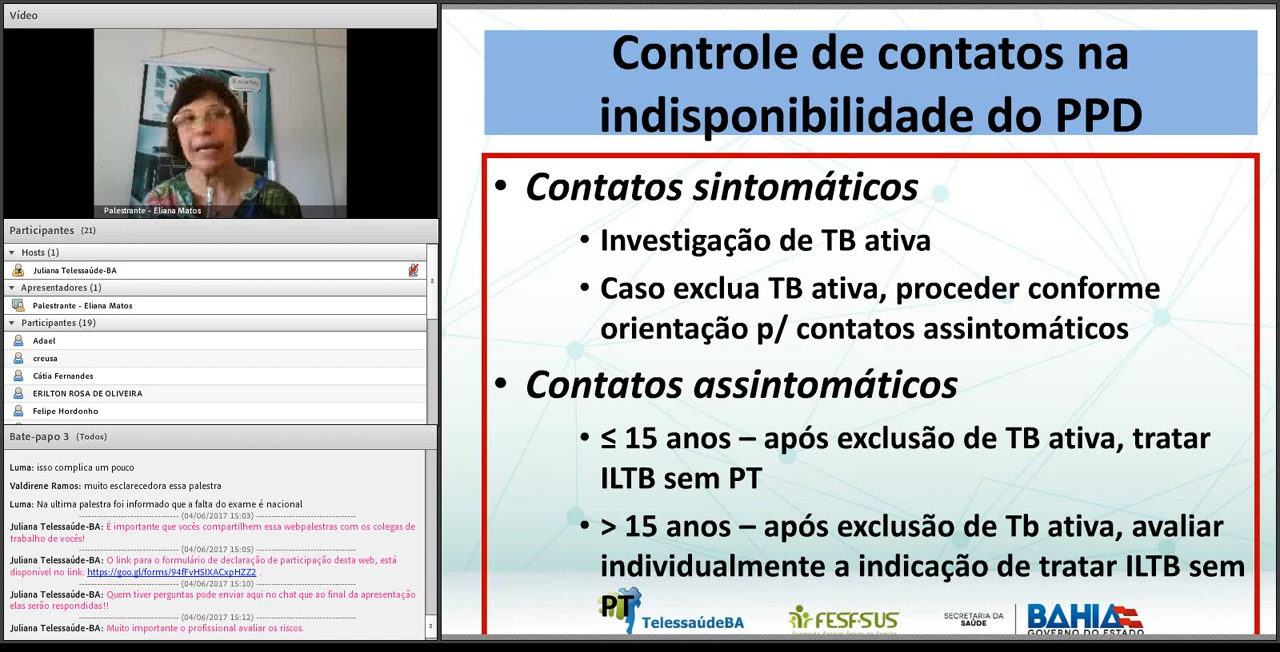 Vídeo
Palestrante - Eliana Matos
Participantes (21)
Hosts (1)
Juliana Telessaúde-BA
Apresentadores (1)
Palestrante - Eliana Matos
Participantes (19)
Adael
creusa
Cátia Fernandes
ERILTON ROSA DE OLIVEIRA
Felipe Hordonho
Bate-papo 3 (Todos)
Luma: isso complica um pouco
Valdirene Ramos: muito esclarecedora essa palestra
Luma: Na ultima palestra foi informado que a falta do exame é nacional
(04/06/2017 15:03)
Juliana Telessaúde-BA: É importante que vocês compartilhem essa webpalestras com os colegas de
trabalho de vocês!
(04/06/2017 15:05)
Juliana Telessaúde-BA: O link para o formulário de declaração de participação desta web, está
disponível no link:
(04/06/2017 15:10)
Juliana Telessaúde-BA: Quem tiver perguntas pode enviar aqui no chat que ao final da apresentação
elas serão respondidas!!
(04/06/2017 15:12)
Juliana Telessaúde-BA: Muito importante o profissional avaliar os riscos.
Controle de contatos na
indisponibilidade do PPD
• Contatos sintomáticos
• Investigação de TB ativa
• Caso exclua TB ativa, proceder conforme
orientação p/ contatos assintomáticos
• Contatos assintomáticos
• ≤ 15 anos – após exclusão de TB ativa, tratar
ILTB sem PT
• > 15 anos – após exclusão de Tb ativa, avaliar
individualmente a indicação de tratar ILTB sem
PT
TelessaúdeBA
FESF-SUS
SECRETARIA DA
SAÚDE
BAHIA
GOVERNO DO ESTADO